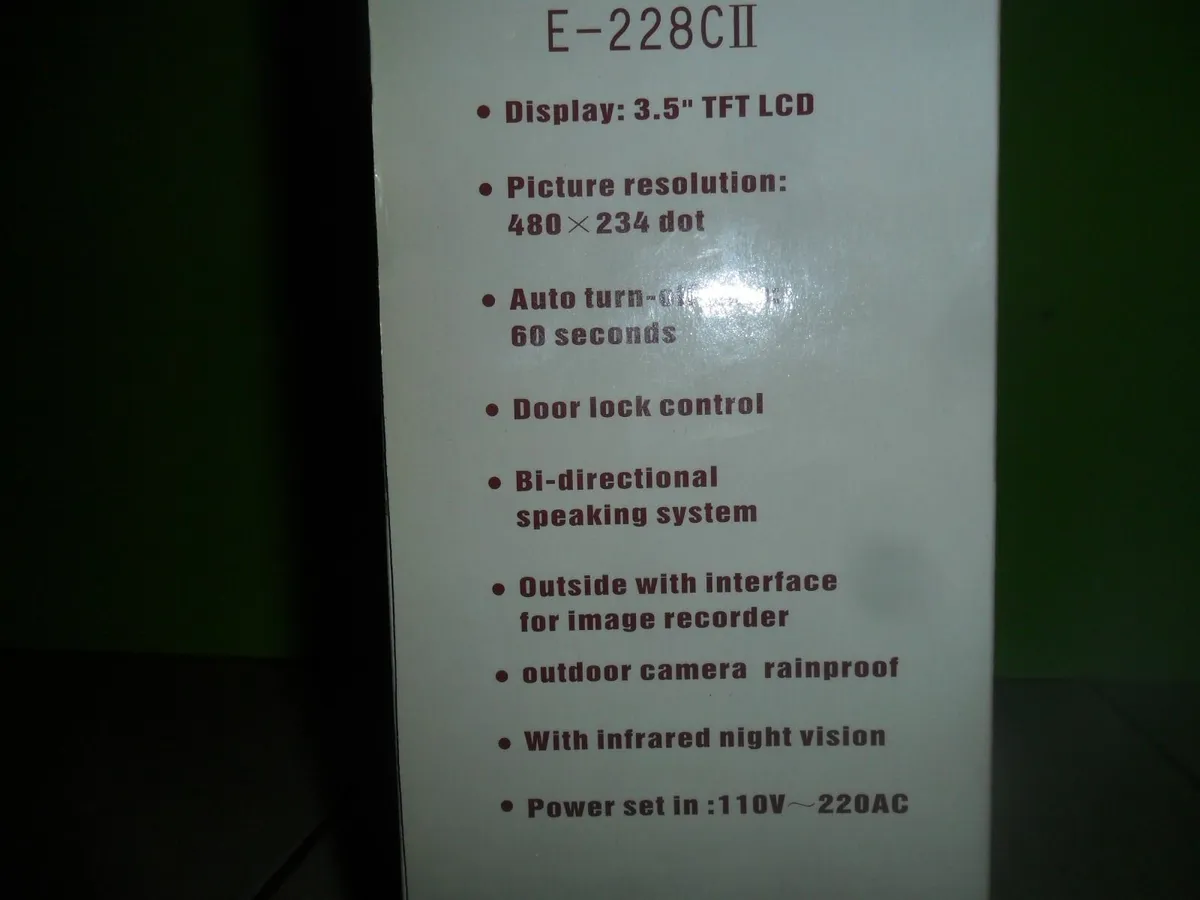 E-228CⅡ
• Display: 3.5" TFT LCD
• Picture resolution:
480×234 dot
• Auto turn-
60 seconds
• Door lock control
• Bi-directional
speaking system
• Outside with interface
for image recorder
• outdoor camera rainproof
• With infrared night vision
• Power set in :110V～220AC